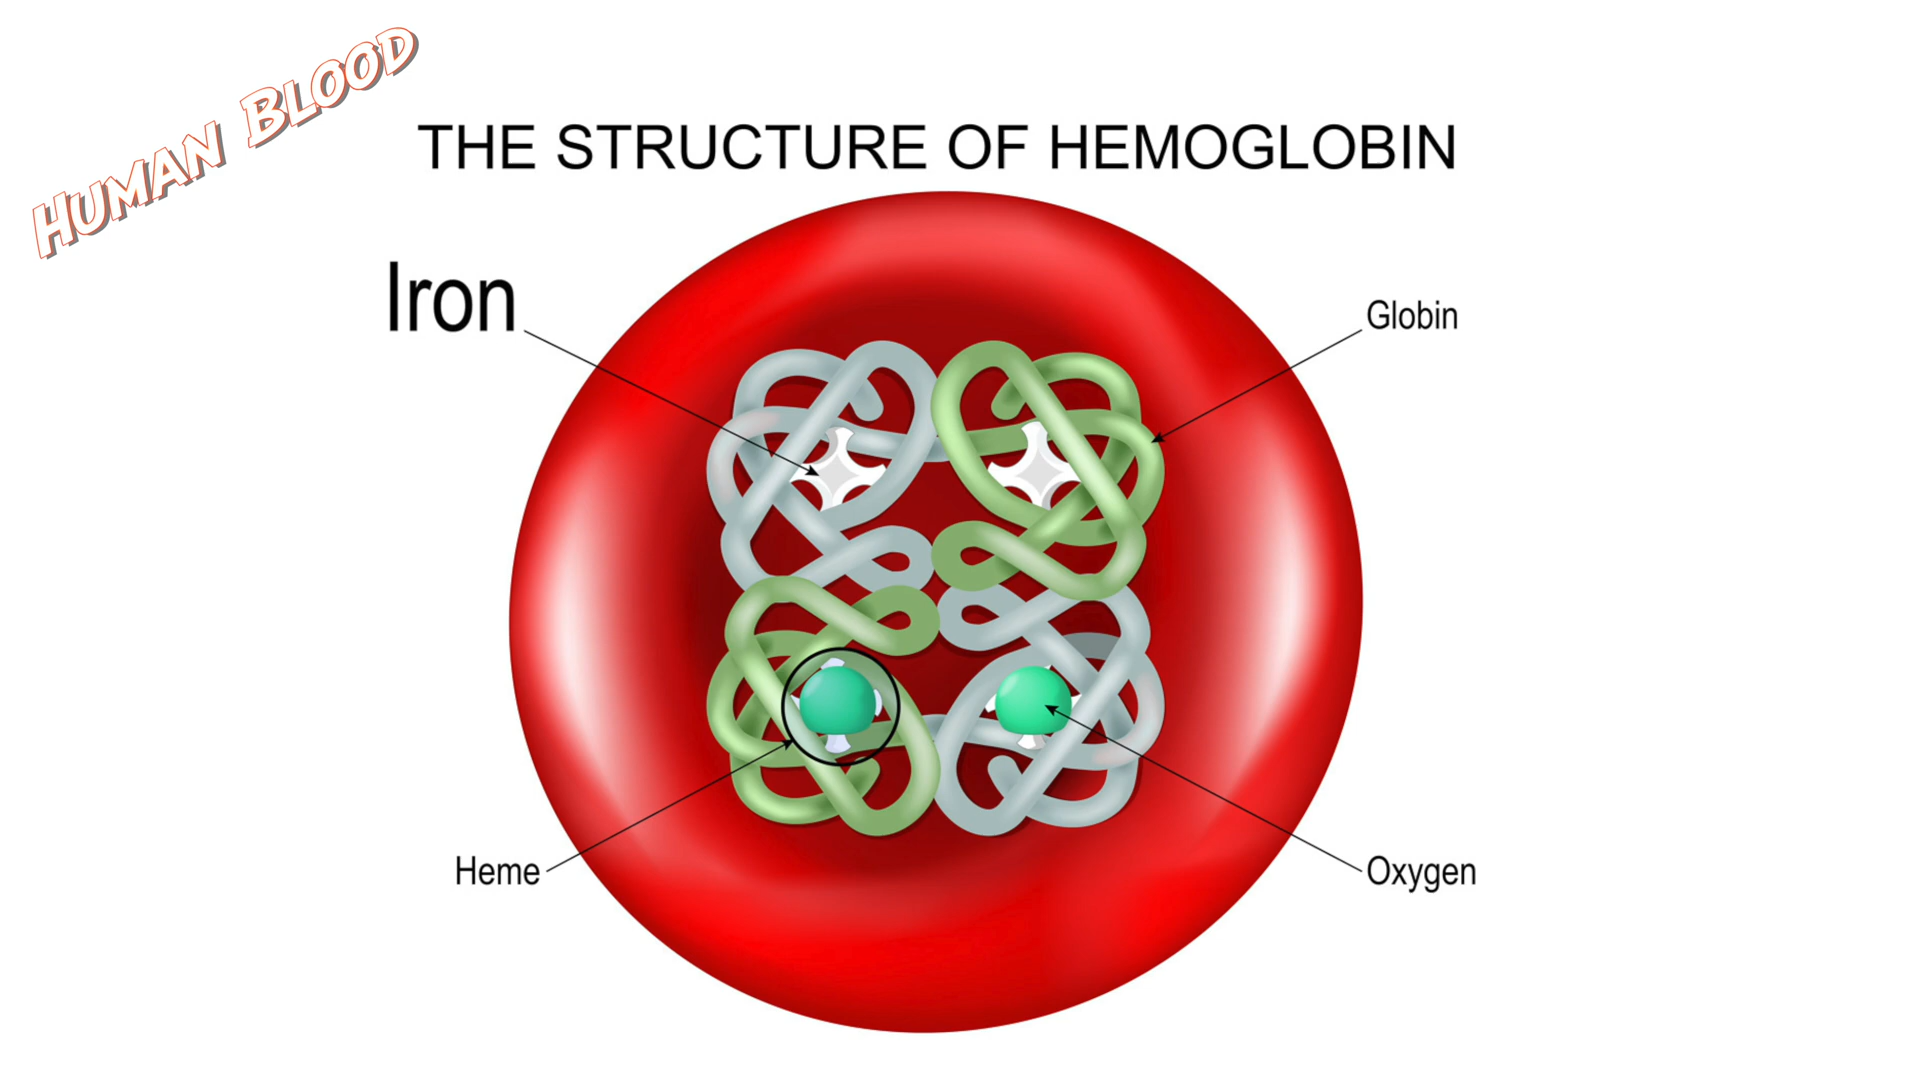 Human Blood
THE STRUCTURE OF HEMOGLOBIN
Iron
Globin
Heme
Oxygen